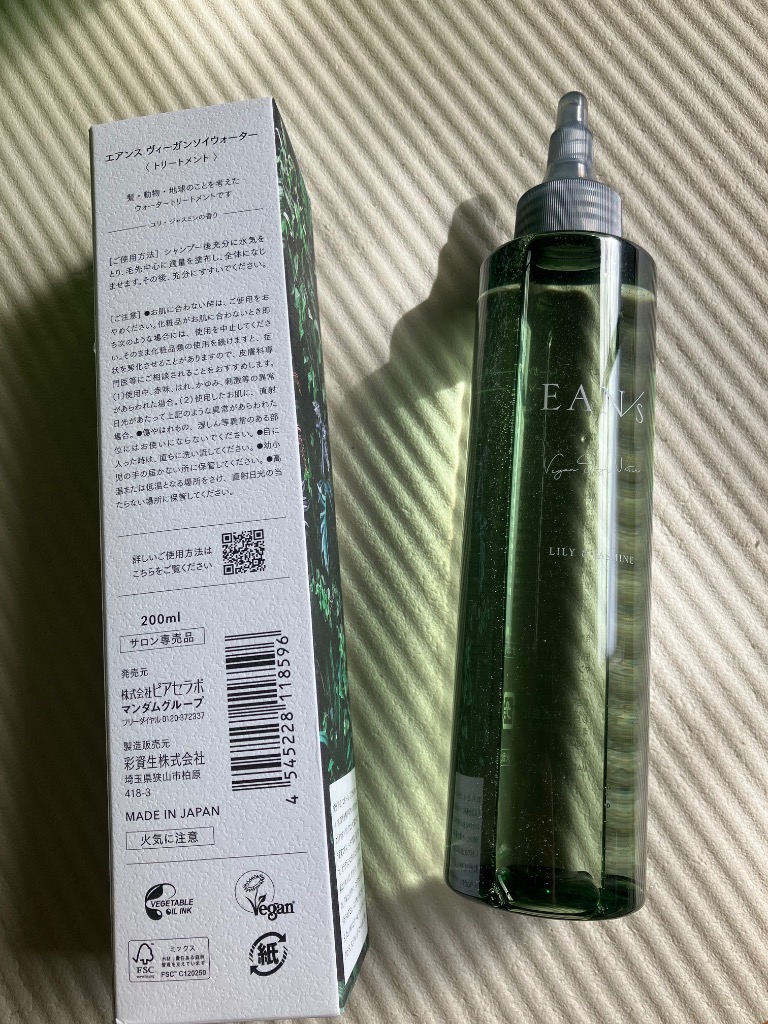 エアンス ヴィーガンソイウォーター
〈 トリートメント 〉
髪・動物・地球のことを考えた
ウォータートリートメントです
ユリ・ジャスミンの香り
[ご使用方法] シャンプー後充分に水気を
とり、毛先中心に適量を塗布し、全体になじ
ませます。その後、充分にすすいでください。
[ご注意] ●お肌に合わない時は、ご使用をお
やめください。化粧品がお肌に合わないとき即
ち次のような場合には、使用を中止してくださ
い。そのまま化粧品類の使用を続けますと、症
状を悪化させることがありますので、皮膚科専
門医等にご相談されることをおすすめします。
(1)使用中、赤味、はれ、かゆみ、刺激等の異常
があらわれた場合。(2)使用したお肌に、直射
日光があたって上記のような異常があらわれた
場合。●傷やはれもの、湿しん等異常のある部
位にはお使いにならないでください。●目に
入った時は、直ちに洗い流してください。●幼小
児の手の届かない所に保管してください。●高
温または低温となる場所をさけ、直射日光の当
たらない場所に保管してください。
詳しいご使用方法は
こちらをご覧ください
200ml
サロン専売品
発売元
株式会社ピアセラボ
マンダムグループ
フリーダイヤル 0120-372337
製造販売元
彩資生株式会社
埼玉県狭山市柏原
418-3
MADE IN JAPAN
火気に注意
4 545228 118596
VEGETABLE
OIL INK
Vegan
FSC
ミックス
FSC™ C120250
紙
EAN/s
Vegan Soy Water
LILY & JASMINE